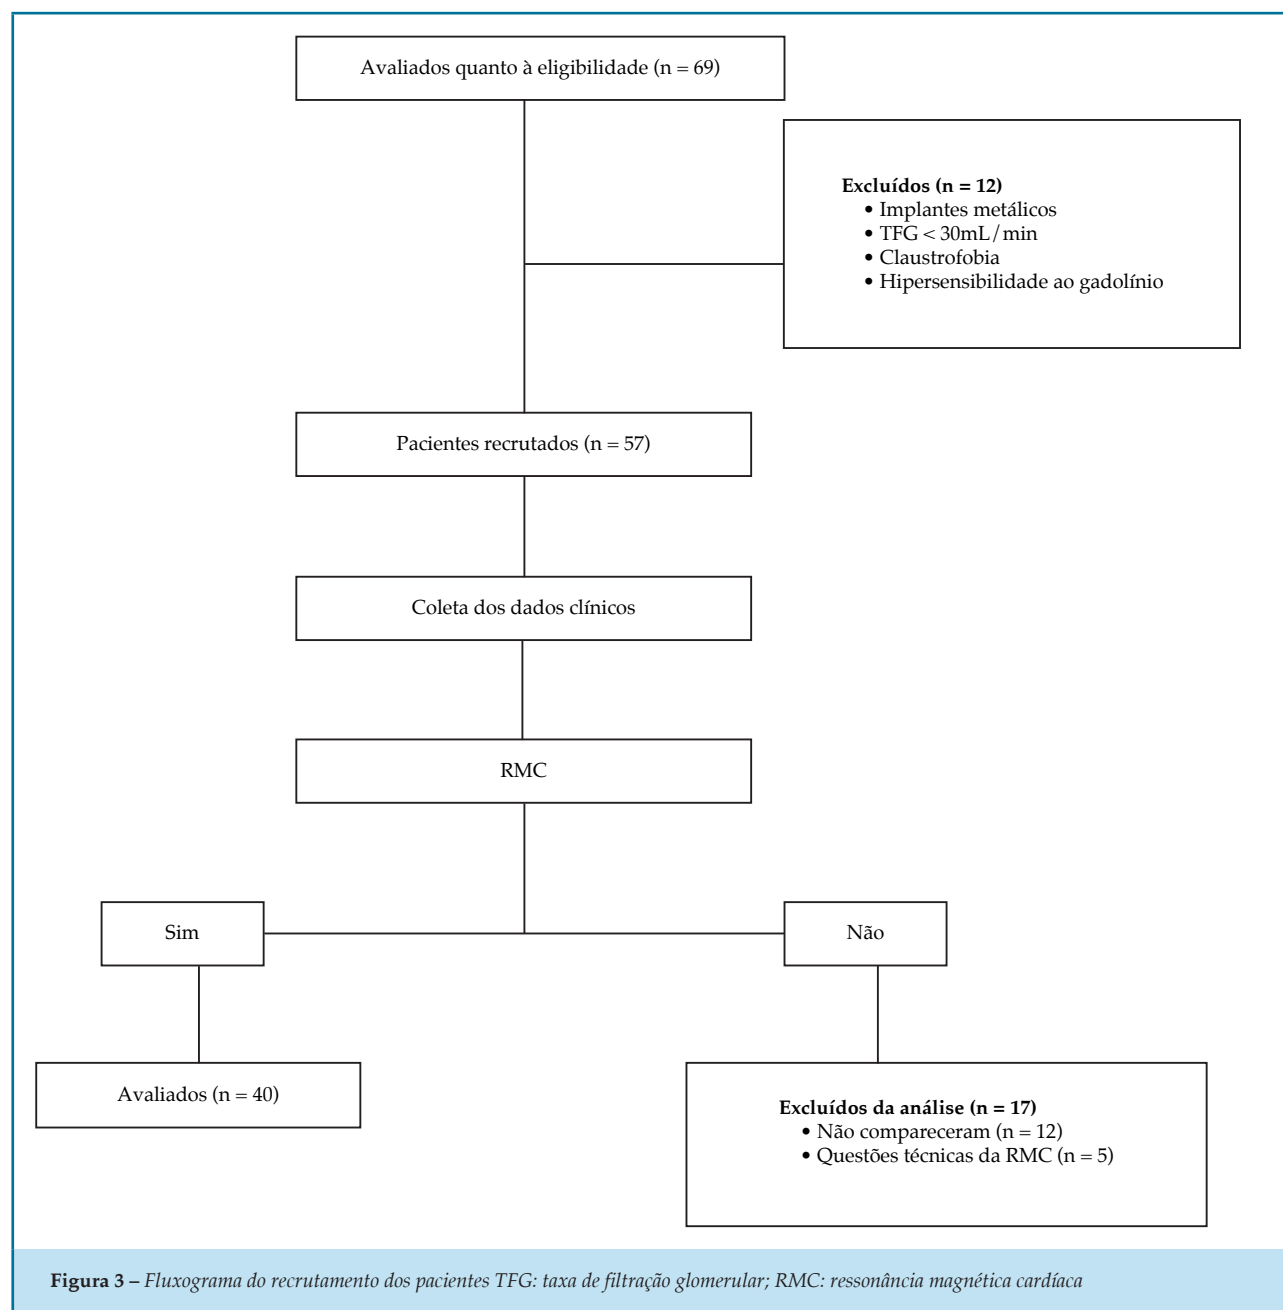 Avaliados quanto à eligibilidade (n = 69)
Excluídos (n = 12)
• Implantes metálicos
• TFG < 30mL/min
• Claustrofobia
• Hipersensibilidade ao gadolínio
Pacientes recrutados (n = 57)
Coleta dos dados clínicos
RMC
Sim
Não
Avaliados (n = 40)
Excluídos da análise (n = 17)
• Não compareceram (n = 12)
• Questões técnicas da RMC (n = 5)
Figura 3 – Fluxograma do recrutamento dos pacientes TFG: taxa de filtração glomerular; RMC: ressonância magnética cardíaca